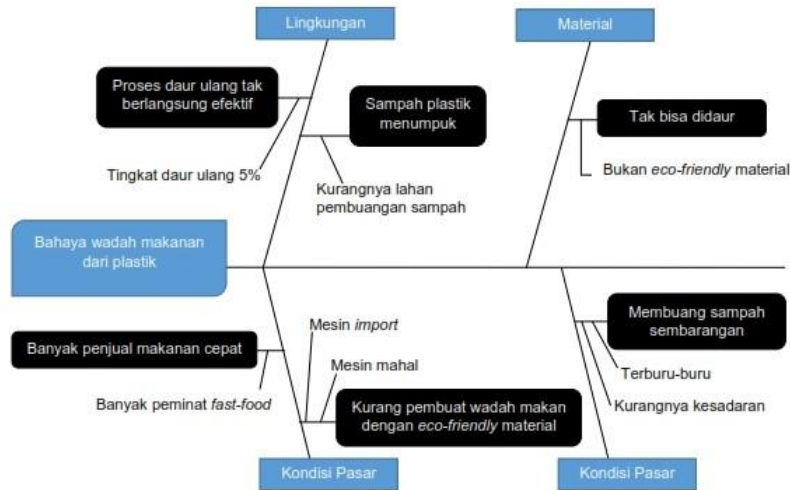 Lingkungan
Material
Proses daur ulang tak
berlangsung efektif
Sampah plastik
menumpuk
Tak bisa didaur
Tingkat daur ulang 5%
Bukan eco-friendly material
Kurangnya lahan
pembuangan sampah
Bahaya wadah makanan
dari plastik
Membuang sampah
sembarangan
Mesin import
Banyak penjual makanan cepat
Mesin mahal
Terburu-buru
Banyak peminat fast-food
Kurang pembuat wadah makan
dengan eco-friendly material
Kurangnya kesadaran
Kondisi Pasar
Kondisi Pasar